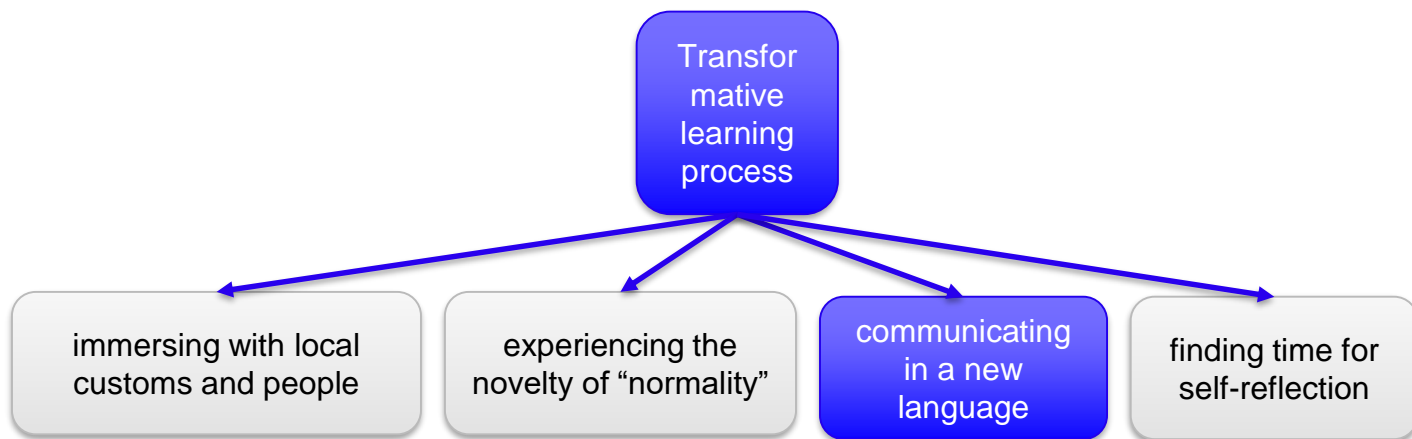 Transfor
mative
learning
process
immersing with local
customs and people
experiencing the
novelty of “normality”
communicating
in a new
language
finding time for
self-reflection